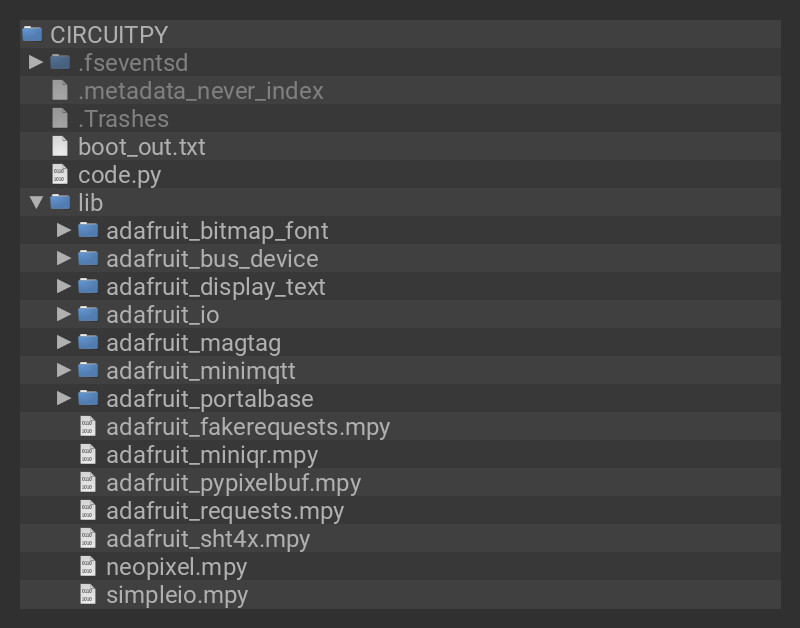 CIRCUITPY
.fseventsd
.metadata_never_index
.Trashes
boot_out.txt
code.py
lib
adafruit_bitmap_font
adafruit_bus_device
adafruit_display_text
adafruit_io
adafruit_magtag
adafruit_minimqtt
adafruit_portalbase
adafruit_fakerequests.mpy
adafruit_miniqr.mpy
adafruit_pypixelbuf.mpy
adafruit_requests.mpy
adafruit_sht4x.mpy
neopixel.mpy
simpleio.mpy